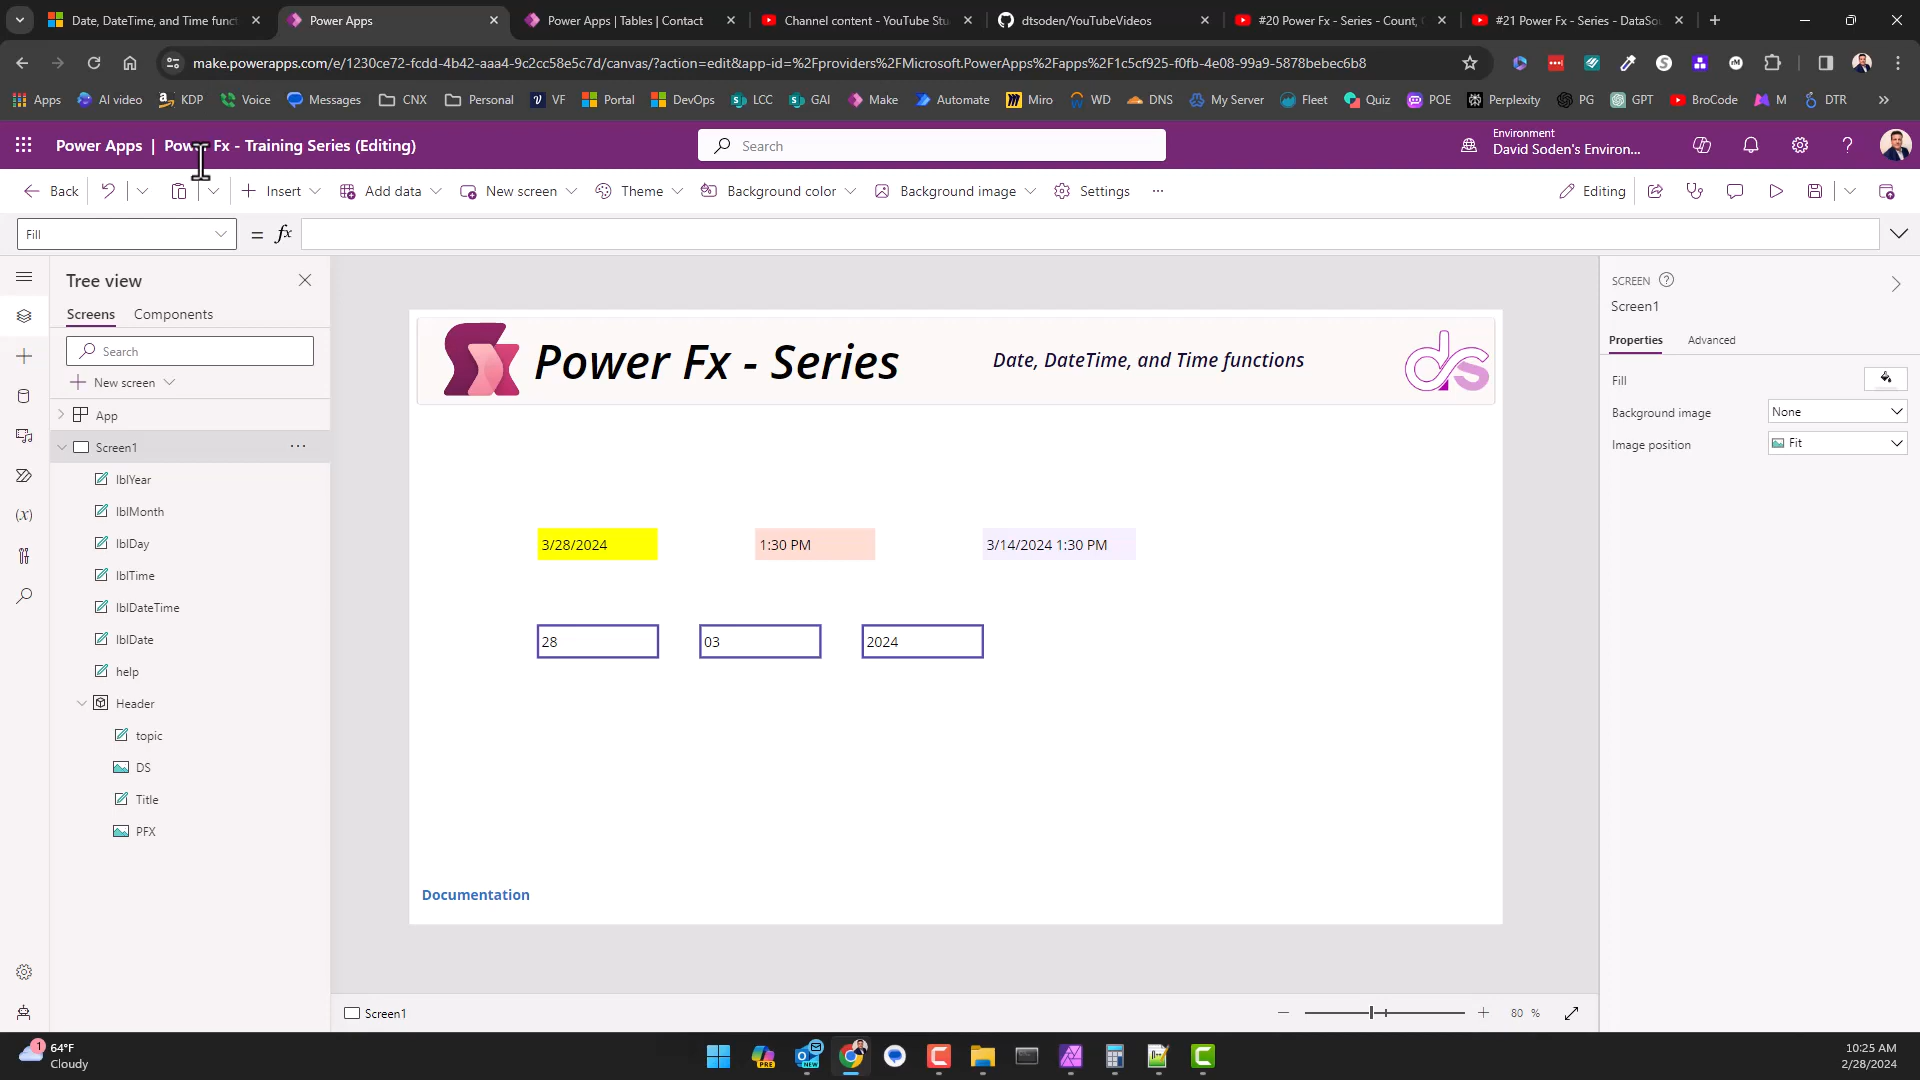 Date, DateTime, and Time funct
Power Apps
Power Apps | Tables | Contact
Channel content - YouTube Stu
dtsoden/YouTubeVideos
#20 Power Fx - Series - Count, C
#21 Power Fx - Series - DataSou
make.powerapps.com/e/1230ce72-fcdd-4b42-aaa4-9c2cc58e5c7d/canvas/?action=edit&app-id=%2Fproviders%2FMicrosoft.PowerApps%2Fapps%2F1c5cf925-f0fb-4e08-99a9-5878bebec6b8
Apps
AI video
KDP
Voice
Messages
CNX
Personal
VF
Portal
DevOps
LCC
GAI
Make
Automate
Miro
WD
DNS
My Server
Fleet
Quiz
POE
Perplexity
PG
GPT
BroCode
M
DTR
Power Apps | Power Fx - Training Series (Editing)
Search
Environment
David Soden's Environ...
Back
Insert
Add data
New screen
Theme
Background color
Background image
Settings
Editing
Fill
= fx
Tree view
Screens
Components
Search
New screen
App
Screen1
lblYear
lblMonth
lblDay
lblTime
lblDateTime
lblDate
help
Header
topic
DS
Title
PFX
Power Fx - Series
Date, DateTime, and Time functions
ds
3/28/2024
1:30 PM
3/14/2024 1:30 PM
28
03
2024
Documentation
SCREEN
Screen1
Properties
Advanced
Fill
Background image
None
Image position
Fit
Screen1
80 %
1
64°F
Cloudy
PRE
NEW
10:25 AM
2/28/2024